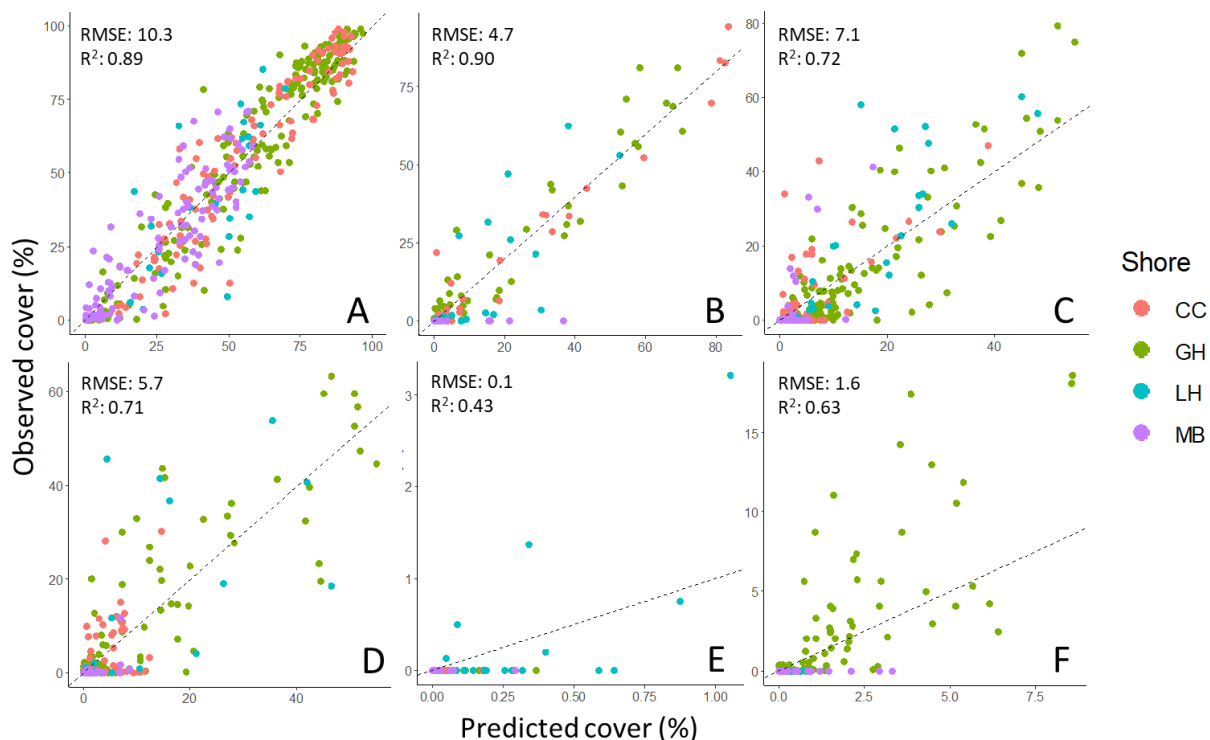 RMSE: 10.3
R²: 0.89
RMSE: 4.7
R²: 0.90
RMSE: 7.1
R²: 0.72
75
50
25
0
75
50
25
0
80
60
40
20
0
A
B
C
0 25 50 75 100
0 20 40 60 80
0 20 40
Observed cover (%)
Shore
CC
GH
LH
MB
RMSE: 5.7
R²: 0.71
RMSE: 0.1
R²: 0.43
RMSE: 1.6
R²: 0.63
60
40
20
0
3
2
1
0
15
10
5
0
D
E
F
0 20 40
0.00 0.25 0.50 0.75 1.00
0.0 2.5 5.0 7.5
100
Predicted cover (%)